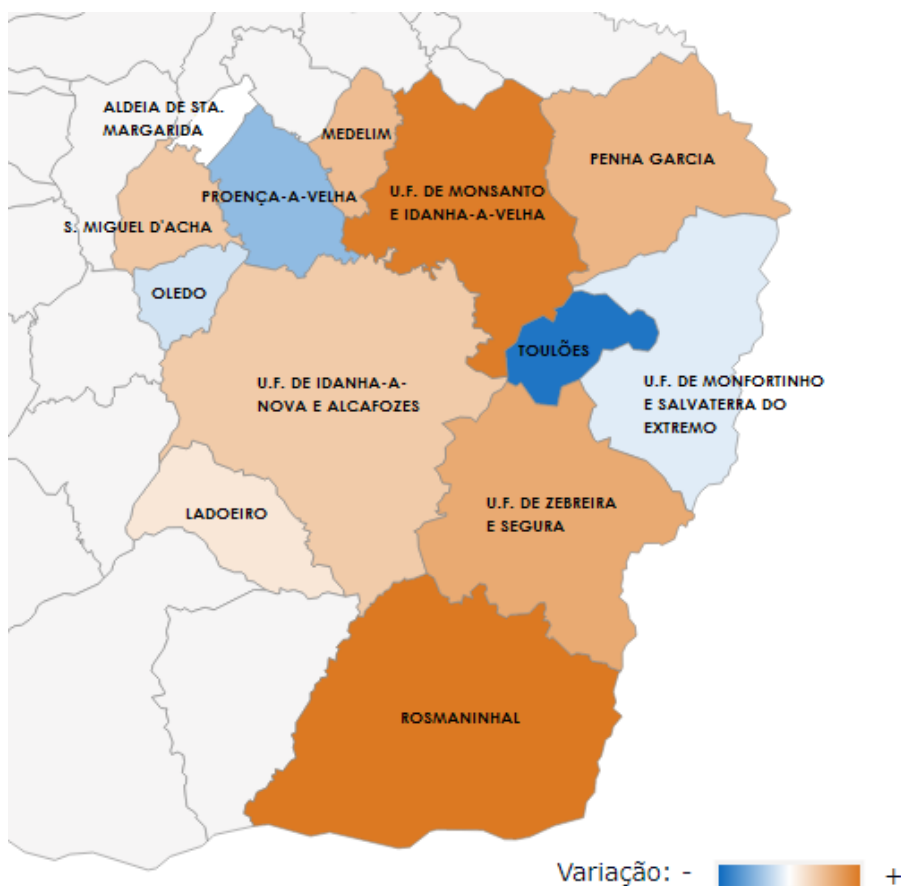 ALDEIA DE STA.
MARGARIDA
MEDELIM
PENHA GARCIA
PROENÇA-A-VELHA
U.F. DE MONSANTO
E IDANHA-A-VELHA
S. MIGUEL D'ACHA
OLEDO
TOULÕES
U.F. DE IDANHA-A-
NOVA E ALCAFOZES
U.F. DE MONFORTINHO
E SALVATERRA DO
EXTREMO
LADOEIRO
U.F. DE ZEBREIRA
E SEGURA
ROSMANINHAL
Variação: - +